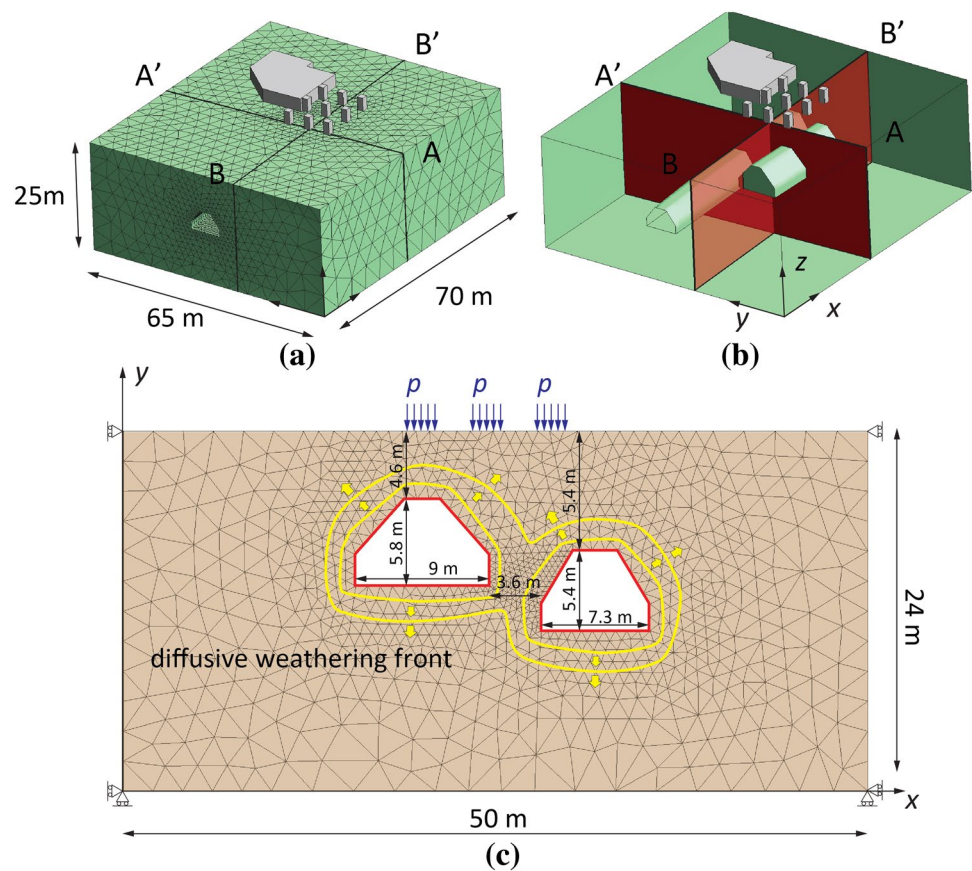 B’
A’
A
B
25m
65 m
70 m
(a)
B’
A’
A
B
z
y
x
(b)
y
p
p
p
4.6 m
5.4 m
5.8 m
9 m
3.6 m
5.4 m
7.3 m
24 m
diffusive weathering front
x
50 m
(c)